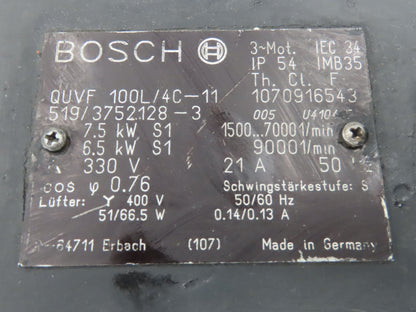 BOSCH 3~Mot. IEC 34
IP 54 IMB35
Th. Cl. F
QUVF 100L/4C-11 1070916543
519/3752128-3 005 U410/
7.5 kW S1 1500...7000 1/min
6.5 kW S1 9000 1/min
330 V 21 A 50 Hz
cos φ 0.76 Schwingstärkestufe: S
Lüfter: Y 400 V 50/60 Hz
51/66.5 W 0.14/0.13 A
64711 Erbach (107) Made in Germany